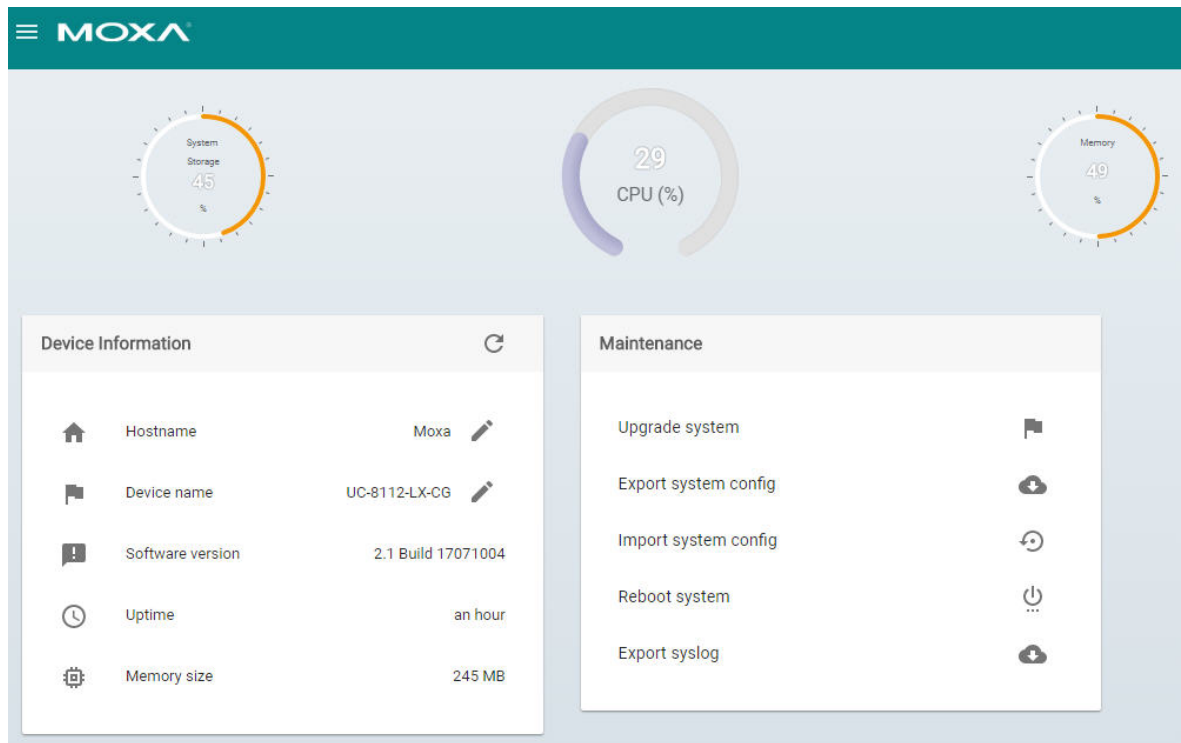 MOXA
System
Storage
45
%
29
CPU (%)
Memory
49
%
Device Information
Hostname Moxa
Device name UC-8112-LX-CG
Software version 2.1 Build 17071004
Uptime an hour
Memory size 245 MB
Maintenance
Upgrade system
Export system config
Import system config
Reboot system
Export syslog